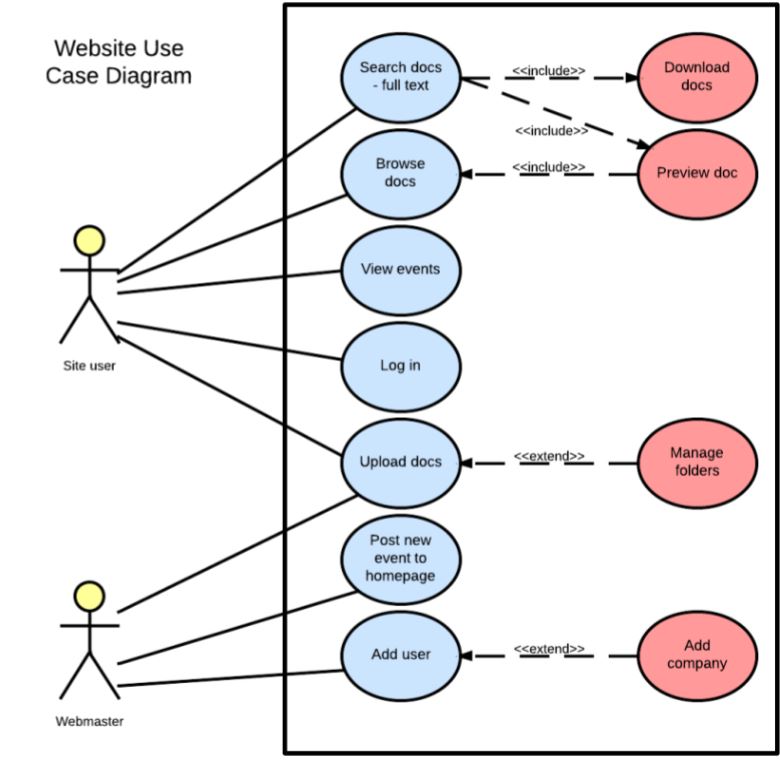 Website Use
Case Diagram
Search docs
- full text
<<include>>
Download
docs
<<include>>
Browse
docs
<<include>>
Preview doc
View events
Site user
Log in
Upload docs
<<extend>>
Manage
folders
Post new
event to
homepage
Add user
<<extend>>
Add
company
Webmaster